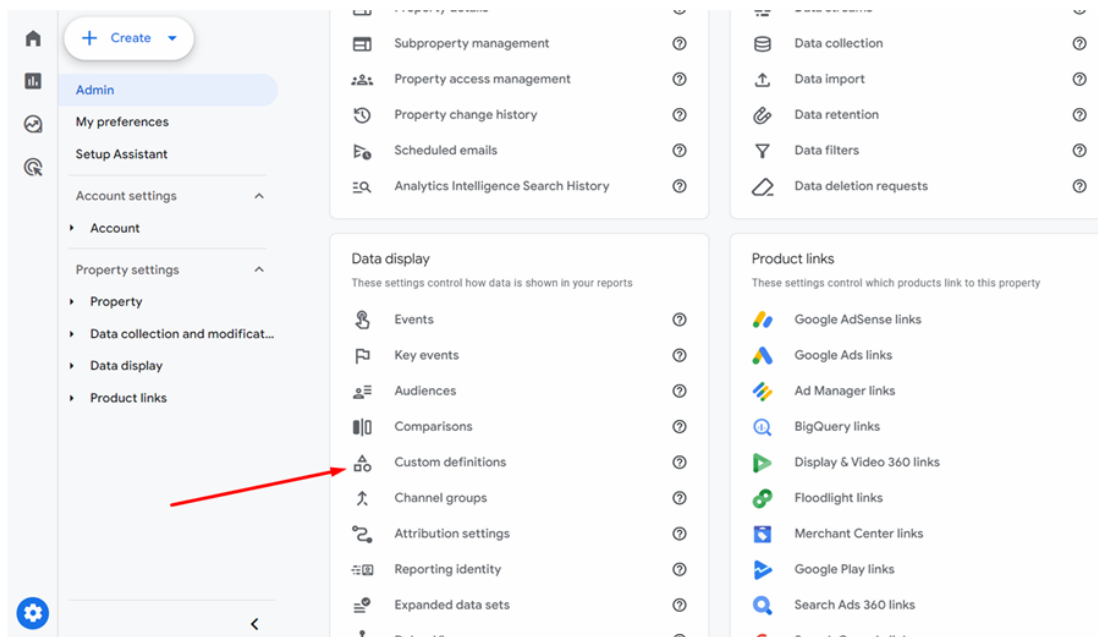 Create
Admin
My preferences
Setup Assistant
Account settings
Account
Property settings
Property
Data collection and modificat...
Data display
Product links
Subproperty management
Property access management
Property change history
Scheduled emails
Analytics Intelligence Search History
Data collection
Data import
Data retention
Data filters
Data deletion requests
Data display
These settings control how data is shown in your reports
Events
Key events
Audiences
Comparisons
Custom definitions
Channel groups
Attribution settings
Reporting identity
Expanded data sets
Product links
These settings control which products link to this property
Google AdSense links
Google Ads links
Ad Manager links
BigQuery links
Display & Video 360 links
Floodlight links
Merchant Center links
Google Play links
Search Ads 360 links